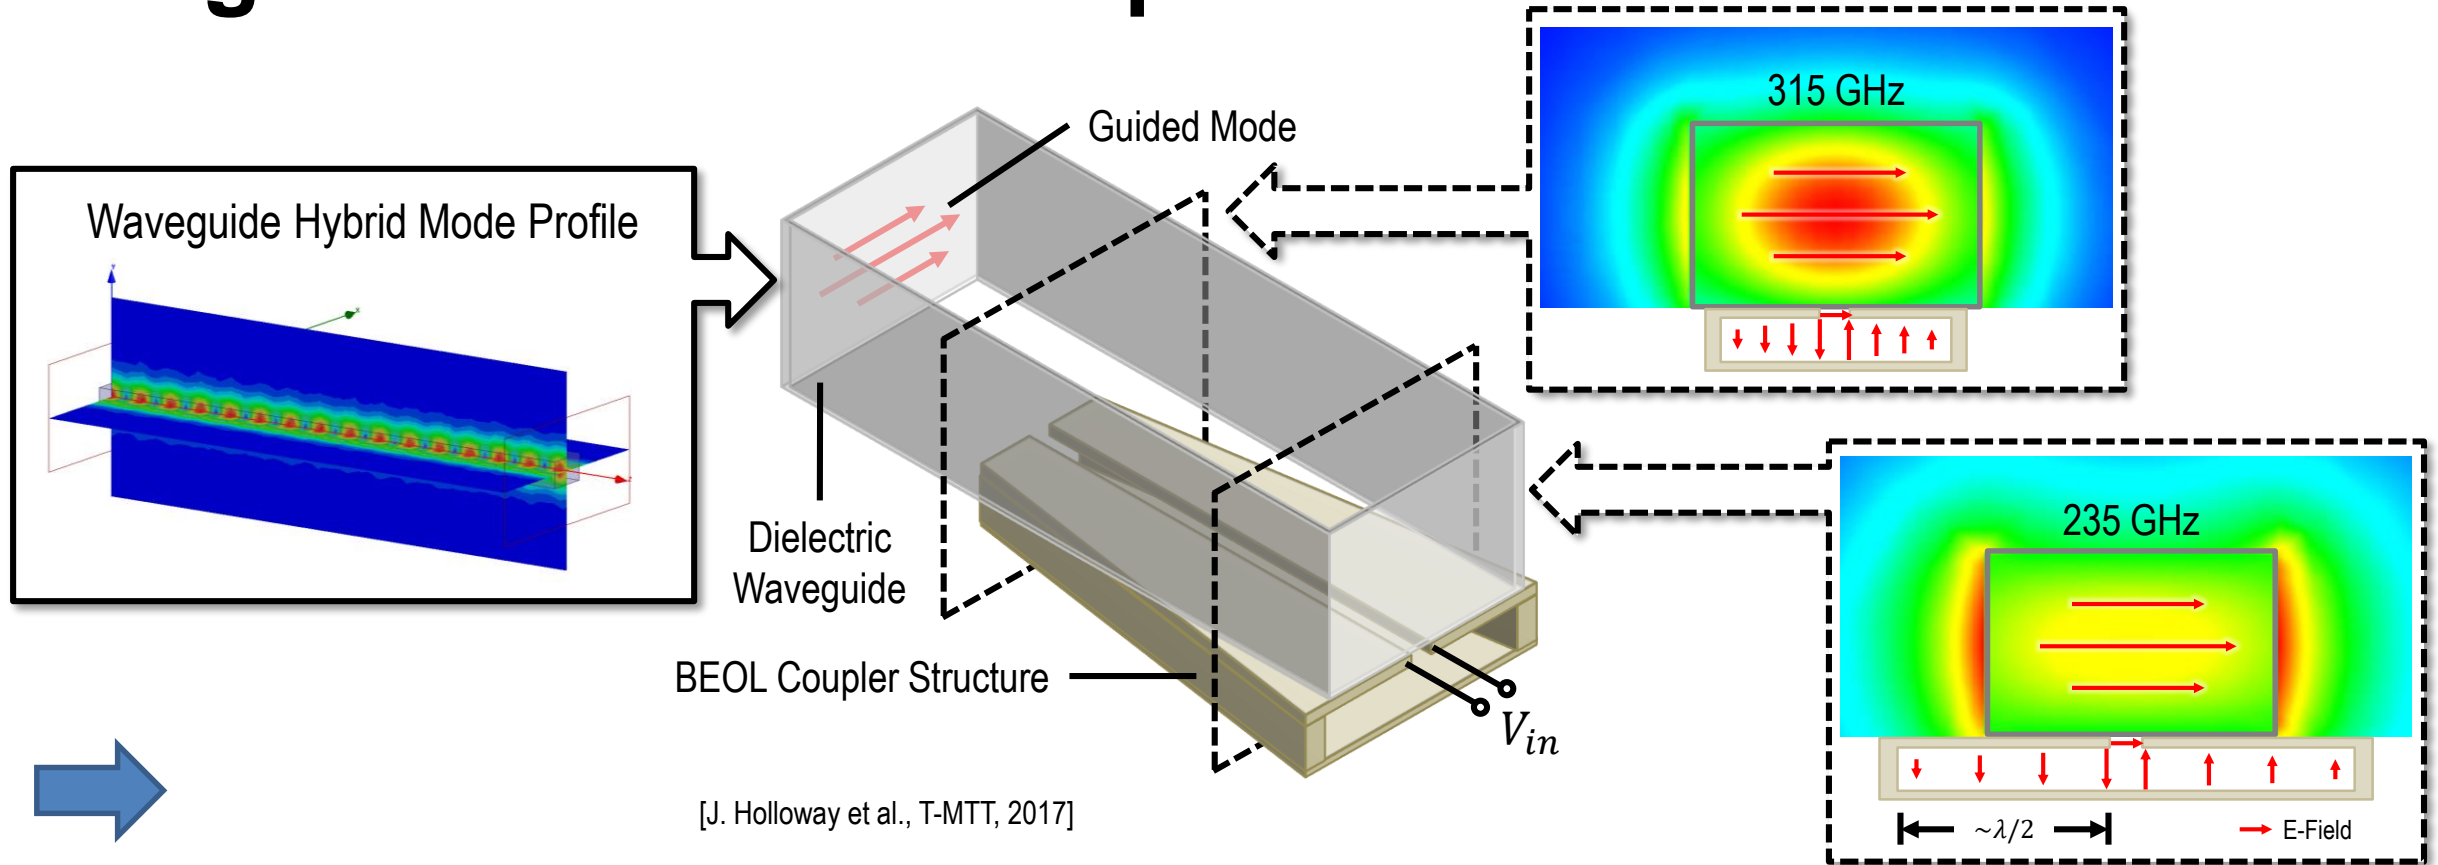 315 GHz
Guided Mode
Waveguide Hybrid Mode Profile
235 GHz
Dielectric
Waveguide
BEOL Coupler Structure
V_in
[J. Holloway et al., T-MTT, 2017]
~λ/2
E-Field